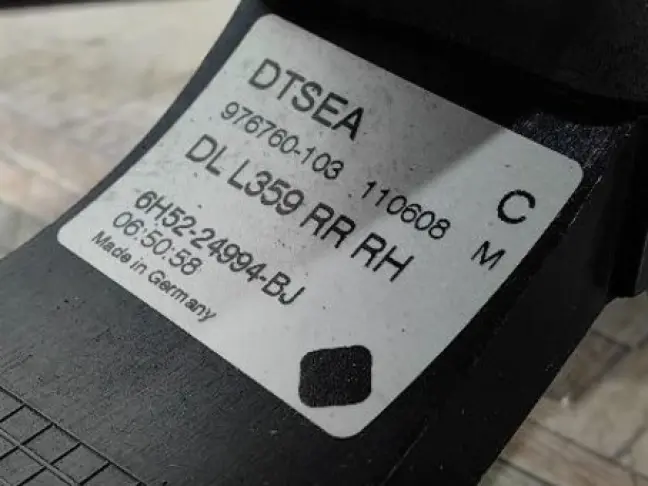 DTSEA
976760-103 110608 C
DL L359 RR RH M
6H52-24994-BJ
06:50:58
Made in Germany